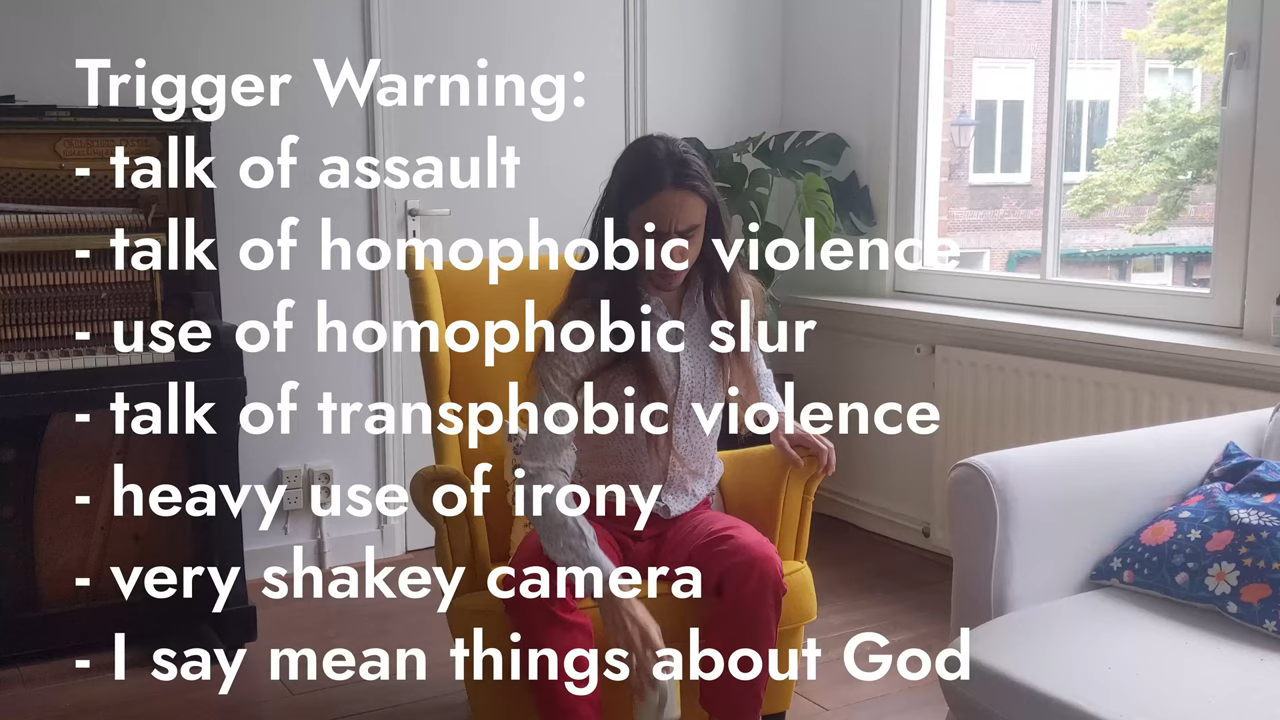 Trigger Warning:
- talk of assault
- talk of homophobic violence
- use of homophobic slur
- talk of transphobic violence
- heavy use of irony
- very shakey camera
- I say mean things about God